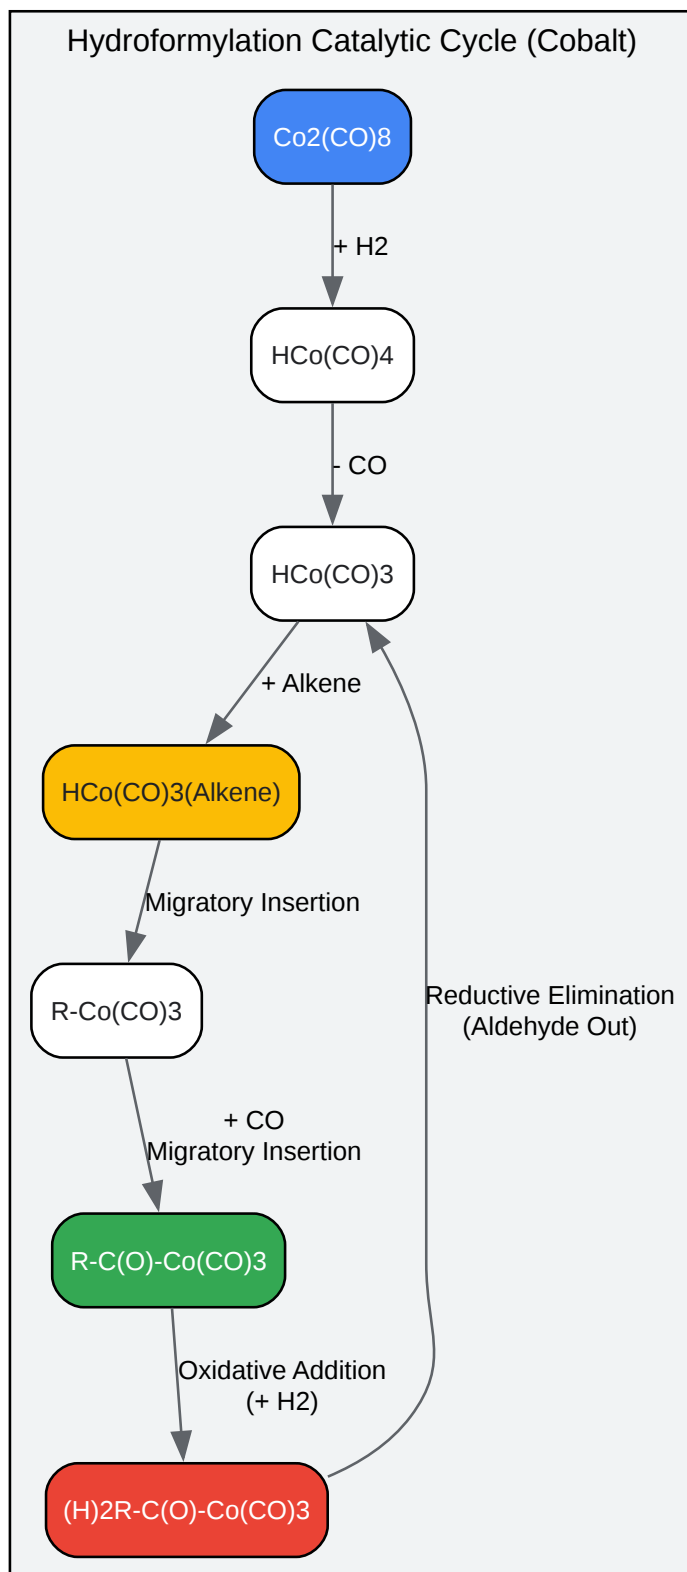 Hydroformylation Catalytic Cycle (Cobalt)
Co2(CO)8
+ H2
HCo(CO)4
- CO
HCo(CO)3
+ Alkene
HCo(CO)3(Alkene)
Migratory Insertion
R-Co(CO)3
Reductive Elimination
(Aldehyde Out)
+ CO
Migratory Insertion
R-C(O)-Co(CO)3
Oxidative Addition
(+ H2)
(H)2R-C(O)-Co(CO)3